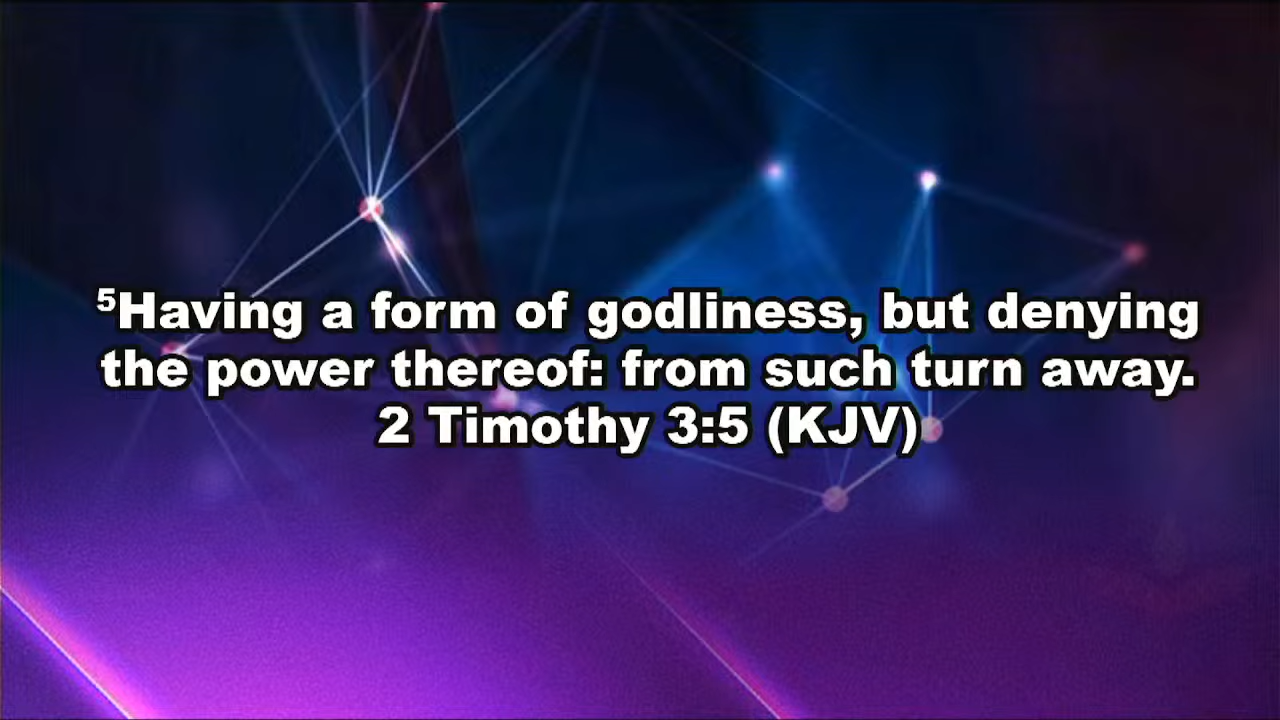 ⁵Having a form of godliness, but denying
the power thereof: from such turn away.
2 Timothy 3:5 (KJV)